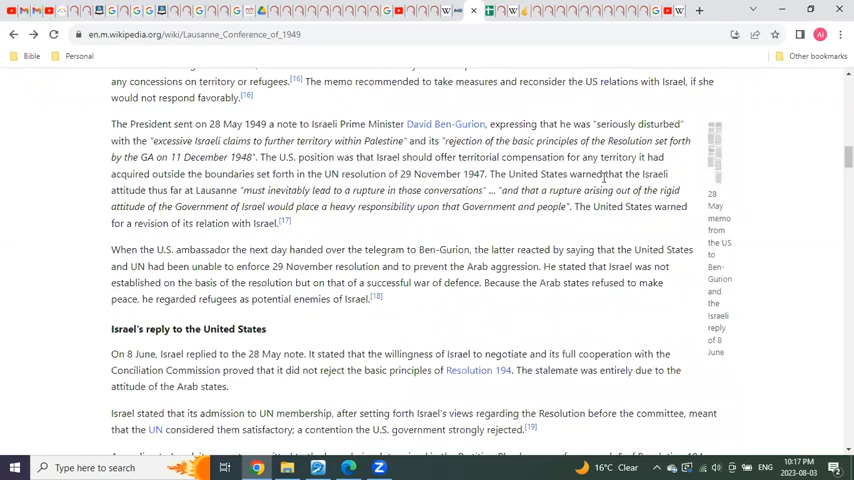 en.m.wikipedia.org/wiki/Lausanne_Conference_of_1949
Bible
Personal
Other bookmarks
any concessions on territory or refugees.[16] The memo recommended to take measures and reconsider the US relations with Israel, if she
would not respond favorably.[16]
The President sent on 28 May 1949 a note to Israeli Prime Minister David Ben-Gurion, expressing that he was "seriously disturbed"
with the "excessive Israeli claims to further territory within Palestine" and its "rejection of the basic principles of the Resolution set forth
by the GA on 11 December 1948". The U.S. position was that Israel should offer territorial compensation for any territory it had
acquired outside the boundaries set forth in the UN resolution of 29 November 1947. The United States warned that the Israeli
attitude thus far at Lausanne "must inevitably lead to a rupture in those conversations" ... "and that a rupture arising out of the rigid
attitude of the Government of Israel would place a heavy responsibility upon that Government and people". The United States warned
for a revision of its relation with Israel.[17]
When the U.S. ambassador the next day handed over the telegram to Ben-Gurion, the latter reacted by saying that the United States
and UN had been unable to enforce 29 November resolution and to prevent the Arab aggression. He stated that Israel was not
established on the basis of the resolution but on that of a successful war of defence. Because the Arab states refused to make
peace, he regarded refugees as potential enemies of Israel.[18]
Israel's reply to the United States
On 8 June, Israel replied to the 28 May note. It stated that the willingness of Israel to negotiate and its full cooperation with the
Conciliation Commission proved that it did not reject the basic principles of Resolution 194. The stalemate was entirely due to the
attitude of the Arab states.
Israel stated that its admission to UN membership, after setting forth Israel's views regarding the Resolution before the committee, meant
that the UN considered them satisfactory; a contention the U.S. government strongly rejected.[19]
28
May
memo
from
the US
to
Ben-
Gurion
and
the
Israeli
reply
of 8
June
Type here to search
16°C Clear
ENG
10:17 PM
2023-08-03